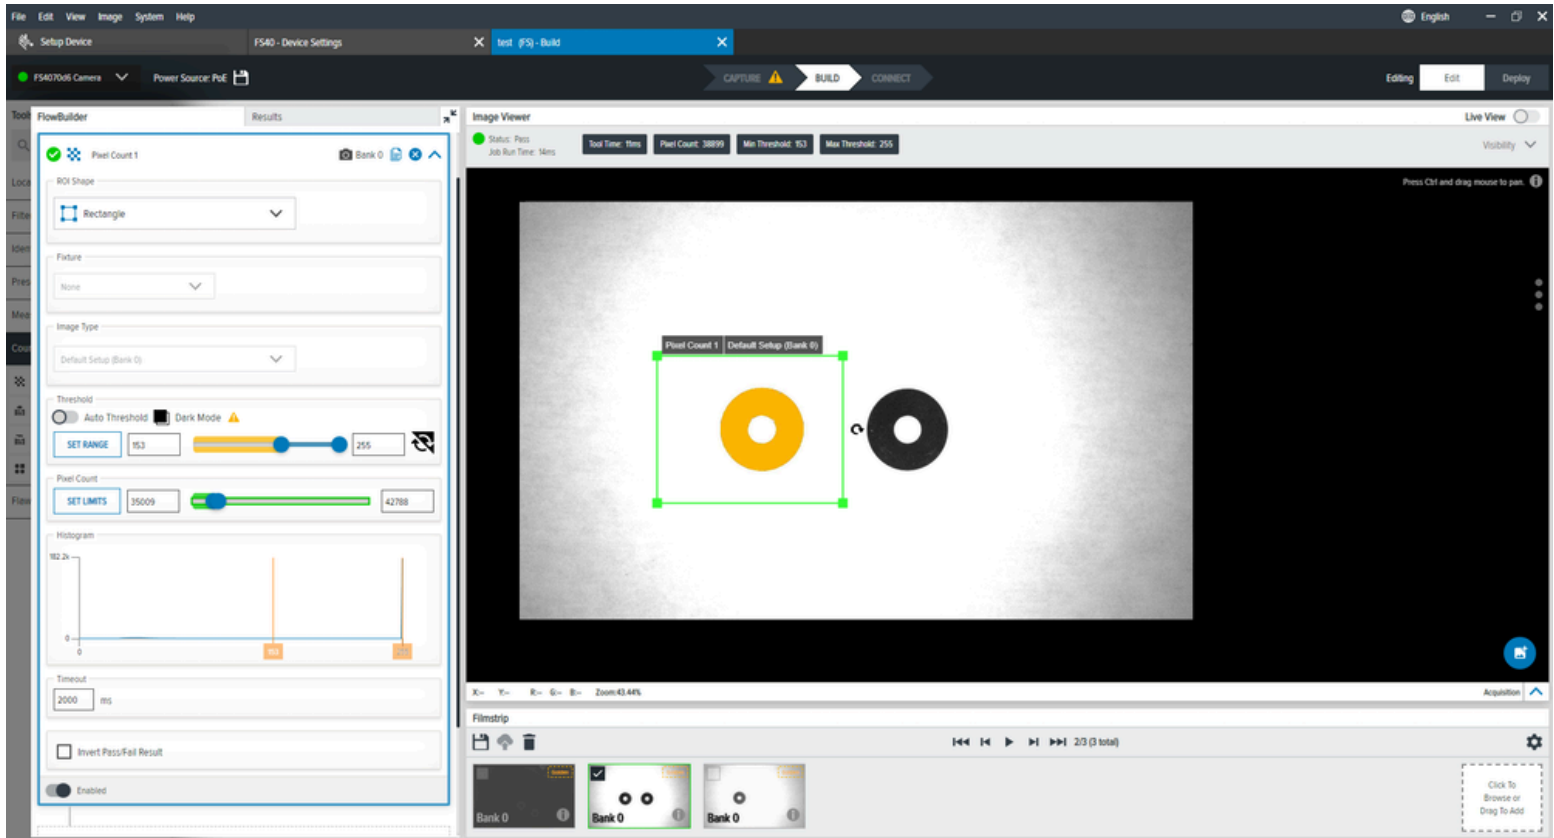 File Edit View Image System Help
English
Setup Device
FS40 - Device Settings
test (FS) - Build
FS4070d6 Camera
Power Source: PoE
CAPTURE
BUILD
CONNECT
Editing
Edit
Deploy
FlowBuilder
Results
Image Viewer
Live View
Pixel Count 1
Bank 0
Status: Pass
Job Run Time: 14ms
Tool Time: 11ms
Pixel Count: 38899
Min Threshold: 153
Max Threshold: 255
Visibility
Press Ctrl and drag mouse to pan.
ROI Shape
Rectangle
Fixture
None
Image Type
Default Setup (Bank 0)
Pixel Count 1
Default Setup (Bank 0)
Threshold
Auto Threshold
Dark Mode
SET RANGE
153
255
Pixel Count
SET LIMITS
35009
42788
Histogram
182.2k
0
0
153
Timeout
2000 ms
Invert Pass/Fail Result
Enabled
X:-- Y:-- R:-- G:-- B:-- Zoom:43.44%
Acquisition
Filmstrip
2/3 (3 total)
Bank 0
Bank 0
Bank 0
Click To
Browse or
Drag To Add